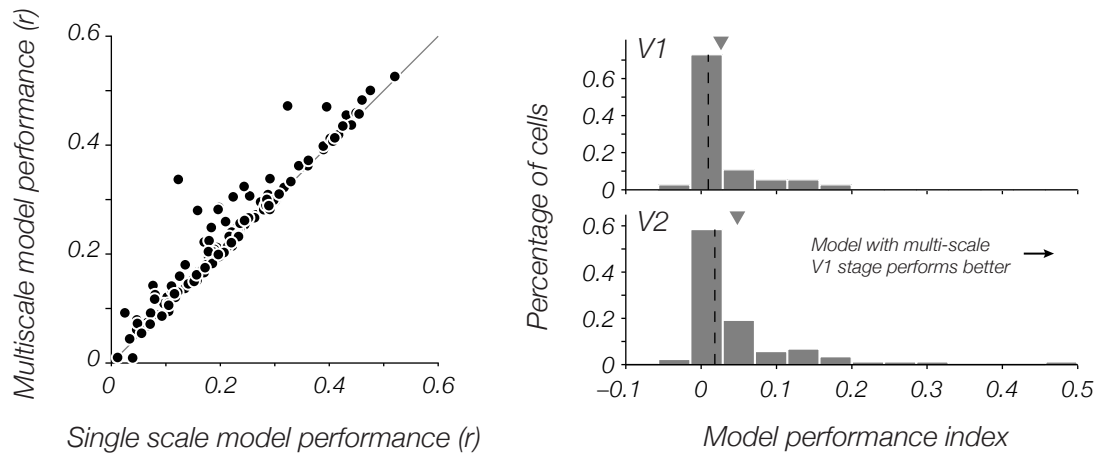 Multiscale model performance (r)
0.6
0.4
0.2
0
0
0.2
0.4
0.6
Single scale model performance (r)
Percentage of cells
V1
0.6
0.4
0.2
0
V2
0.6
0.4
0.2
0
Model with multi-scale
V1 stage performs better
–0.1
0
0.1
0.2
0.3
0.4
0.5
Model performance index